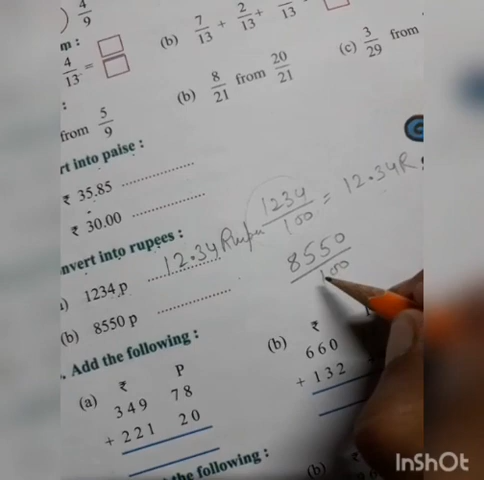 4/9
m :
4/13 =
(b) 7/13 + 2/13 + /13
:
from 5/9
(b) 8/21 from 20/21
(c) 3/29 from
rt into paise :
₹ 35.85 ............
₹ 30.00 ............
nvert into rupees :
) 1234 p 12.34 1234/100 = 12.34 R
(b) 8550 p ............ 8550/100
. Add the following :
(a) ₹ P
349 78
+ 221 20
(b) ₹
660
+ 132
the following :
(b)
InShOt